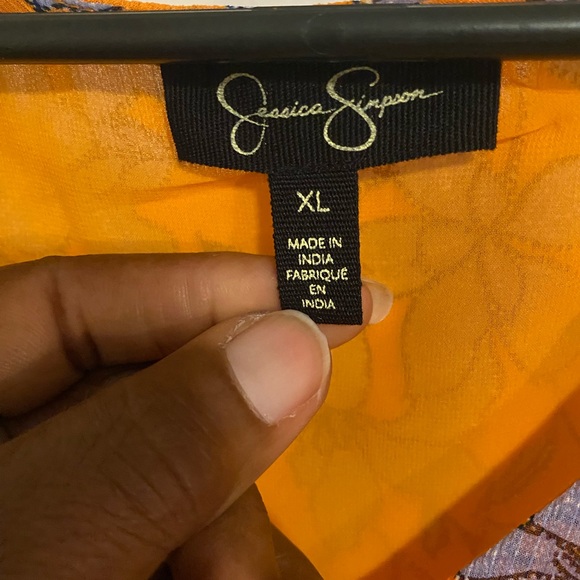 Jessica Simpson
XL
MADE IN
INDIA
FABRIQUÉ
EN
INDIA